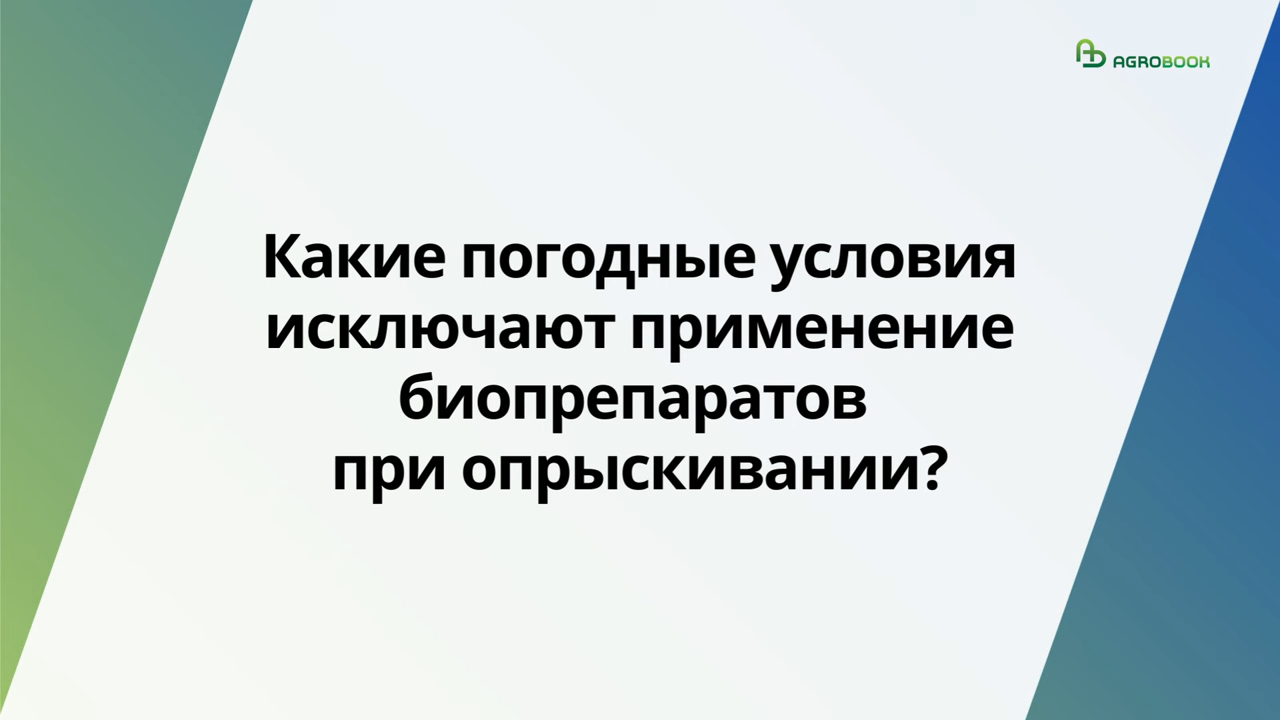 AGROBOOK
Какие погодные условия
исключают применение
биопрепаратов
при опрыскивании?